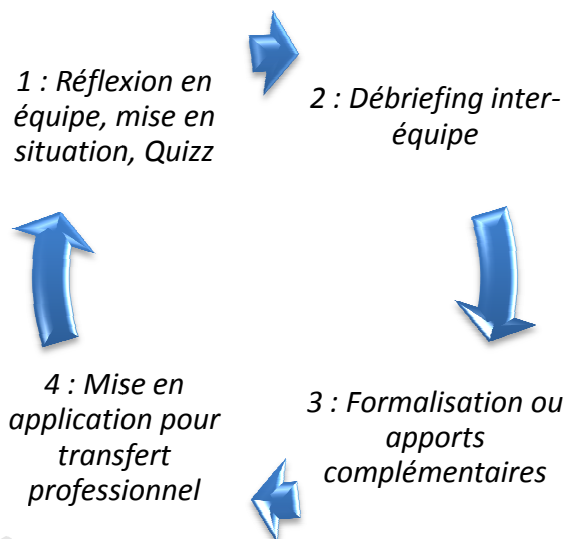 1 : Réflexion en
équipe, mise en
situation, Quizz
2 : Débriefing inter-
équipe
3 : Formalisation ou
apports
complémentaires
4 : Mise en
application pour
transfert
professionnel